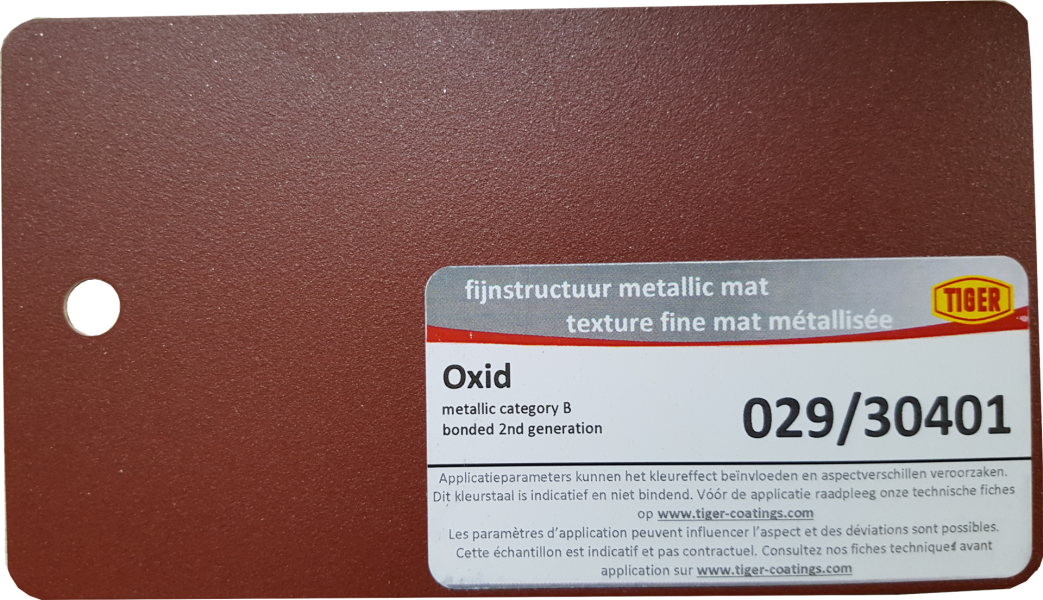 fijnstructuur metallic mat
texture fine mat métallisée
TIGER
Oxid
metallic category B
bonded 2nd generation
029/30401
Applicatieparameters kunnen het kleureffect beïnvloeden en aspectverschillen veroorzaken.
Dit kleurstaal is indicatief en niet bindend. Vóór de applicatie raadpleeg onze technische fiches
op www.tiger-coatings.com
Les paramètres d'application peuvent influencer l'aspect et des déviations sont possibles.
Cette échantillon est indicatif et pas contractuel. Consultez nos fiches techniques avant
application sur www.tiger-coatings.com